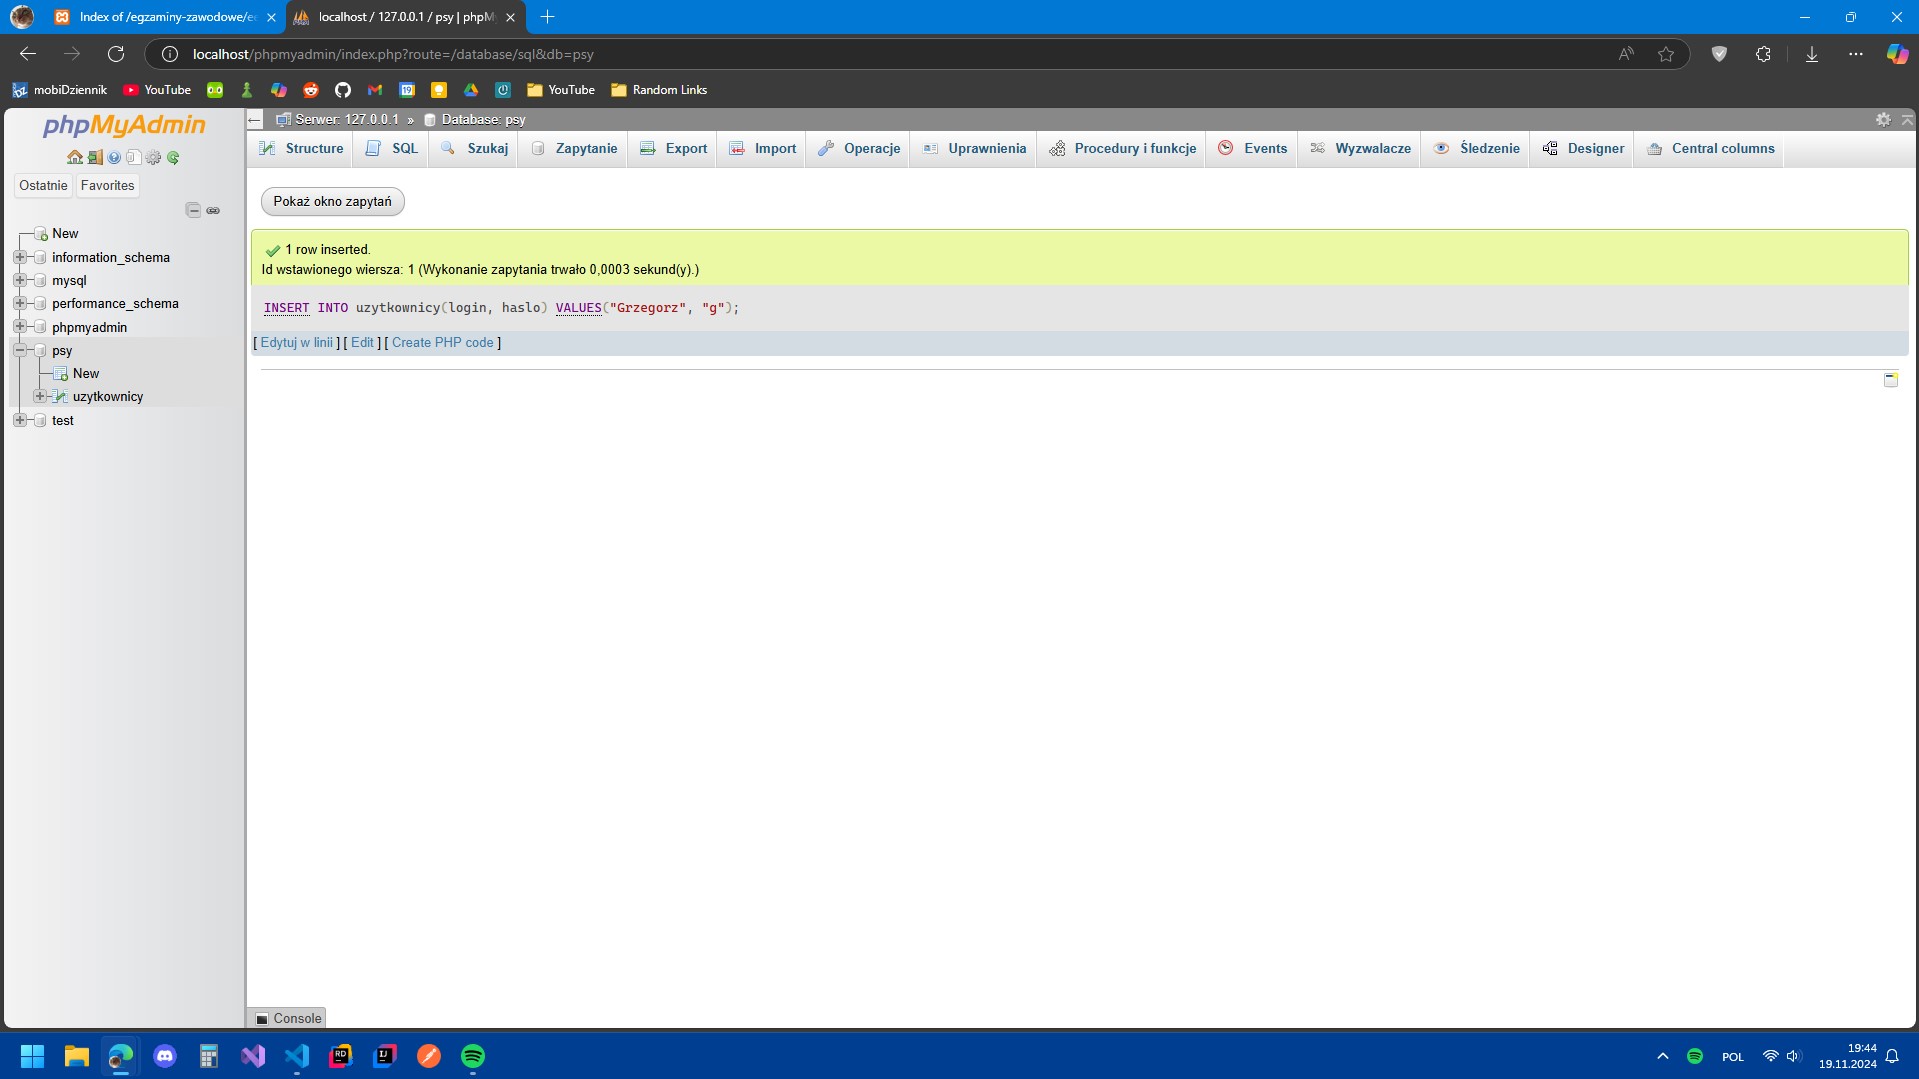 Index of /egzaminy-zawodowe/e
localhost / 127.0.0.1 / psy | phpM
localhost/phpmyadmin/index.php?route=/database/sql&db=psy
mobiDziennik
YouTube
YouTube
Random Links
phpMyAdmin
Ostatnie
Favorites
New
information_schema
mysql
performance_schema
phpmyadmin
psy
New
uzytkownicy
test
Serwer: 127.0.0.1 » Database: psy
Structure
SQL
Szukaj
Zapytanie
Export
Import
Operacje
Uprawnienia
Procedury i funkcje
Events
Wyzwalacze
Śledzenie
Designer
Central columns
Pokaż okno zapytań
1 row inserted.
Id wstawionego wiersza: 1 (Wykonanie zapytania trwało 0,0003 sekund(y).)
INSERT INTO uzytkownicy(login, haslo) VALUES("Grzegorz", "g");
[ Edytuj w linii ] [ Edit ] [ Create PHP code ]
Console
RD
IJ
POL
19:44
19.11.2024